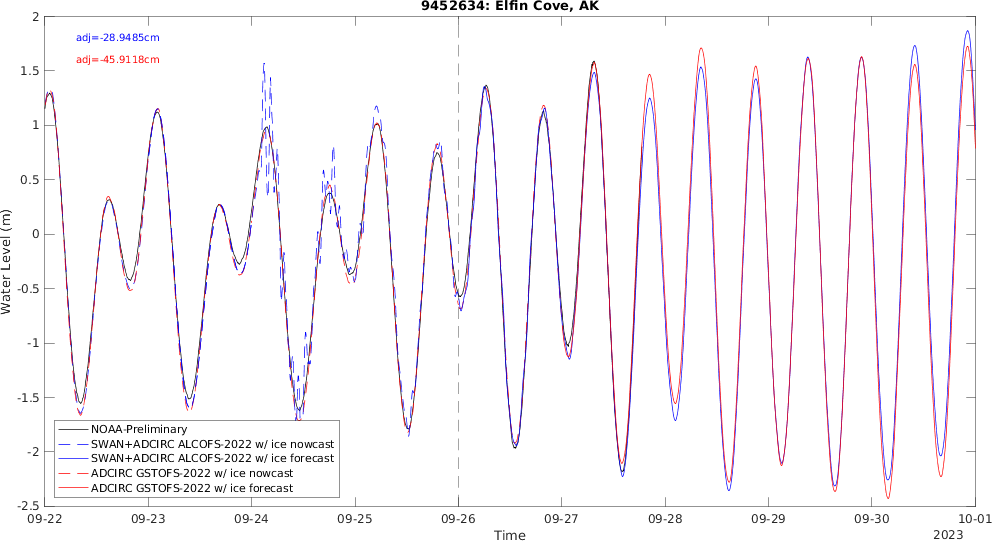 9452634: Elfin Cove, AK
adj=-28.9485cm
adj=-45.9118cm
2
1.5
1
0.5
0
-0.5
-1
-1.5
-2
-2.5
Water Level (m)
NOAA-Preliminary
SWAN+ADCIRC ALCOFS-2022 w/ ice nowcast
SWAN+ADCIRC ALCOFS-2022 w/ ice forecast
ADCIRC GSTOFS-2022 w/ ice nowcast
ADCIRC GSTOFS-2022 w/ ice forecast
09-22 09-23 09-24 09-25 09-26 09-27 09-28 09-29 09-30 10-01
Time
2023